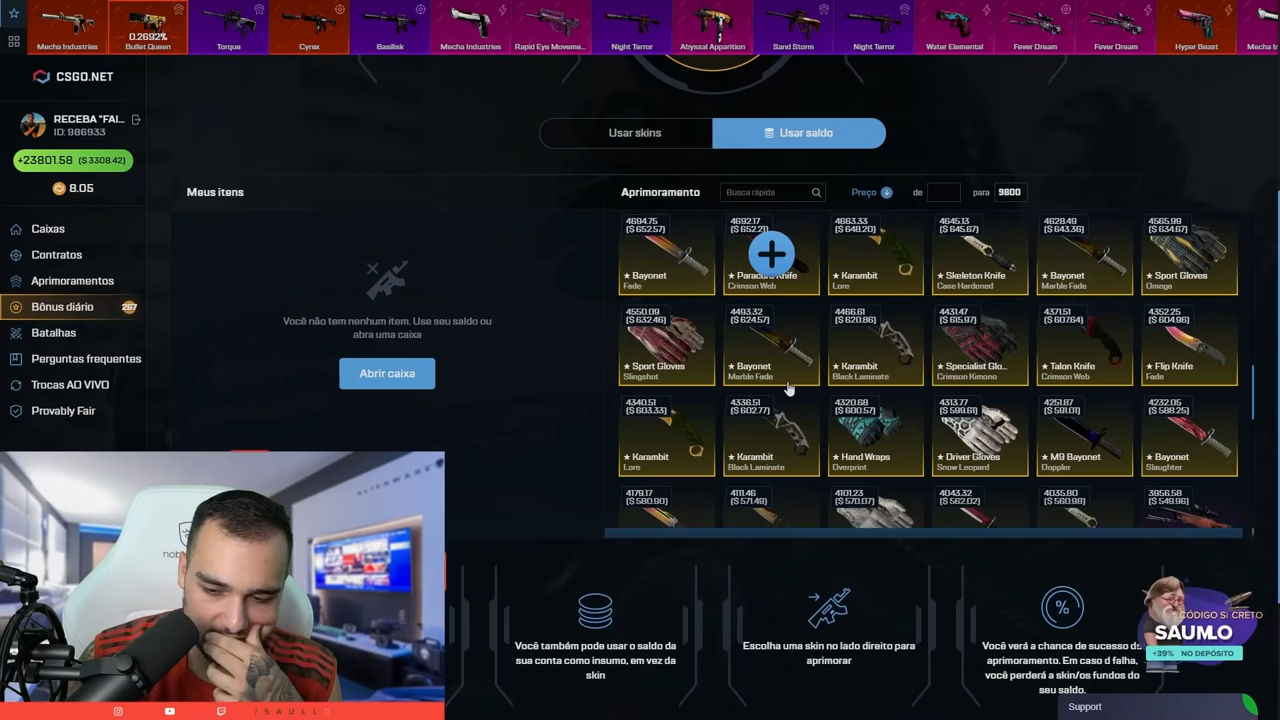 Mecha Industries
0.2692%
Bullet Queen
Torque
Cyrex
Basilisk
Mecha Industries
Rapid Eye Moveme...
Night Terror
Abyssal Apparition
Sand Storm
Night Terror
Water Elemental
Fever Dream
Fever Dream
Hyper Beast
Mecha In
CSGO.NET
RECEBA "FAI...
ID: 986933
+23801.58 ($ 3308.42)
8.05
Caixas
Contratos
Aprimoramentos
Bônus diário 267
Batalhas
Perguntas frequentes
Trocas AO VIVO
Provably Fair
Usar skins
Usar saldo
Meus itens
Você não tem nenhum item. Use seu saldo ou
abra uma caixa
Abrir caixa
Aprimoramento Busca rápida Preço de para 9800
4694.75
($ 652.57)
★ Bayonet
Fade
4692.17
($ 652.21)
★ Paracord Knife
Crimson Web
4663.33
($ 648.20)
★ Karambit
Lore
4645.13
($ 645.67)
★ Skeleton Knife
Case Hardened
4628.49
($ 643.36)
★ Bayonet
Marble Fade
4565.99
($ 634.67)
★ Sport Gloves
Omega
4550.09
($ 632.46)
★ Sport Gloves
Slingshot
4493.32
($ 624.57)
★ Bayonet
Marble Fade
4466.61
($ 620.86)
★ Karambit
Black Laminate
4431.47
($ 615.97)
★ Specialist Glo...
Crimson Kimono
4371.51
($ 607.64)
★ Talon Knife
Crimson Web
4352.25
($ 604.96)
★ Flip Knife
Fade
4340.51
($ 603.33)
★ Karambit
Lore
4336.51
($ 602.77)
★ Karambit
Black Laminate
4320.68
($ 600.57)
★ Hand Wraps
Overprint
4313.77
($ 599.61)
★ Driver Gloves
Snow Leopard
4251.87
($ 591.01)
★ M9 Bayonet
Doppler
4232.05
($ 588.25)
★ Bayonet
Slaughter
4179.17
($ 580.90)
4111.46
($ 571.49)
4101.23
($ 570.07)
4043.32
($ 562.02)
4035.80
($ 560.98)
3956.58
($ 549.96)
ALIENWARE
nob
Você também pode usar o saldo da
sua conta como insumo, em vez da
skin
Escolha uma skin no lado direito para
aprimorar
Você verá a chance de sucesso d
aprimoramento. Em caso d falha,
você perderá a skin/os fundos do
seu saldo.
CÓDIGO SECRETO
SAUMLO
+39% NO DEPÓSITO
Support
/SAULLO